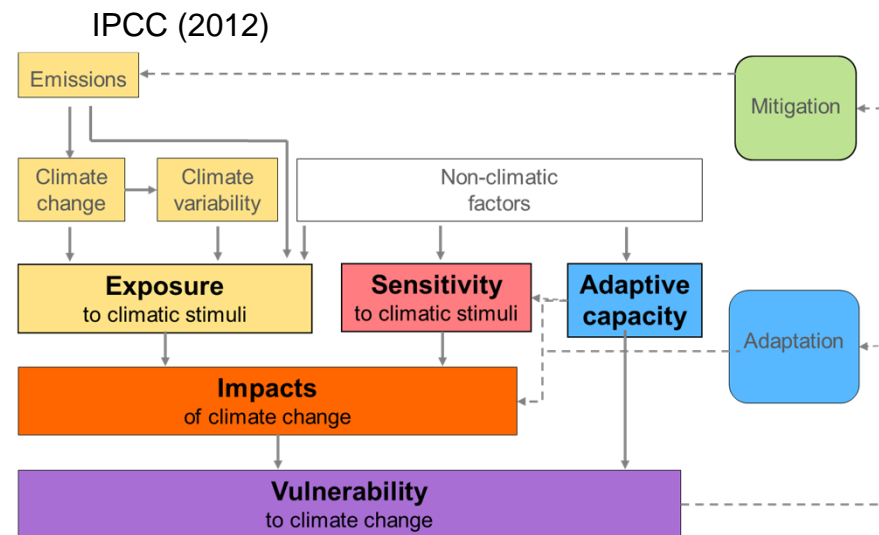 IPCC (2012)
Emissions
Mitigation
Climate
change
Climate
variability
Non-climatic
factors
Exposure
to climatic stimuli
Sensitivity
to climatic stimuli
Adaptive
capacity
Adaptation
Impacts
of climate change
Vulnerability
to climate change